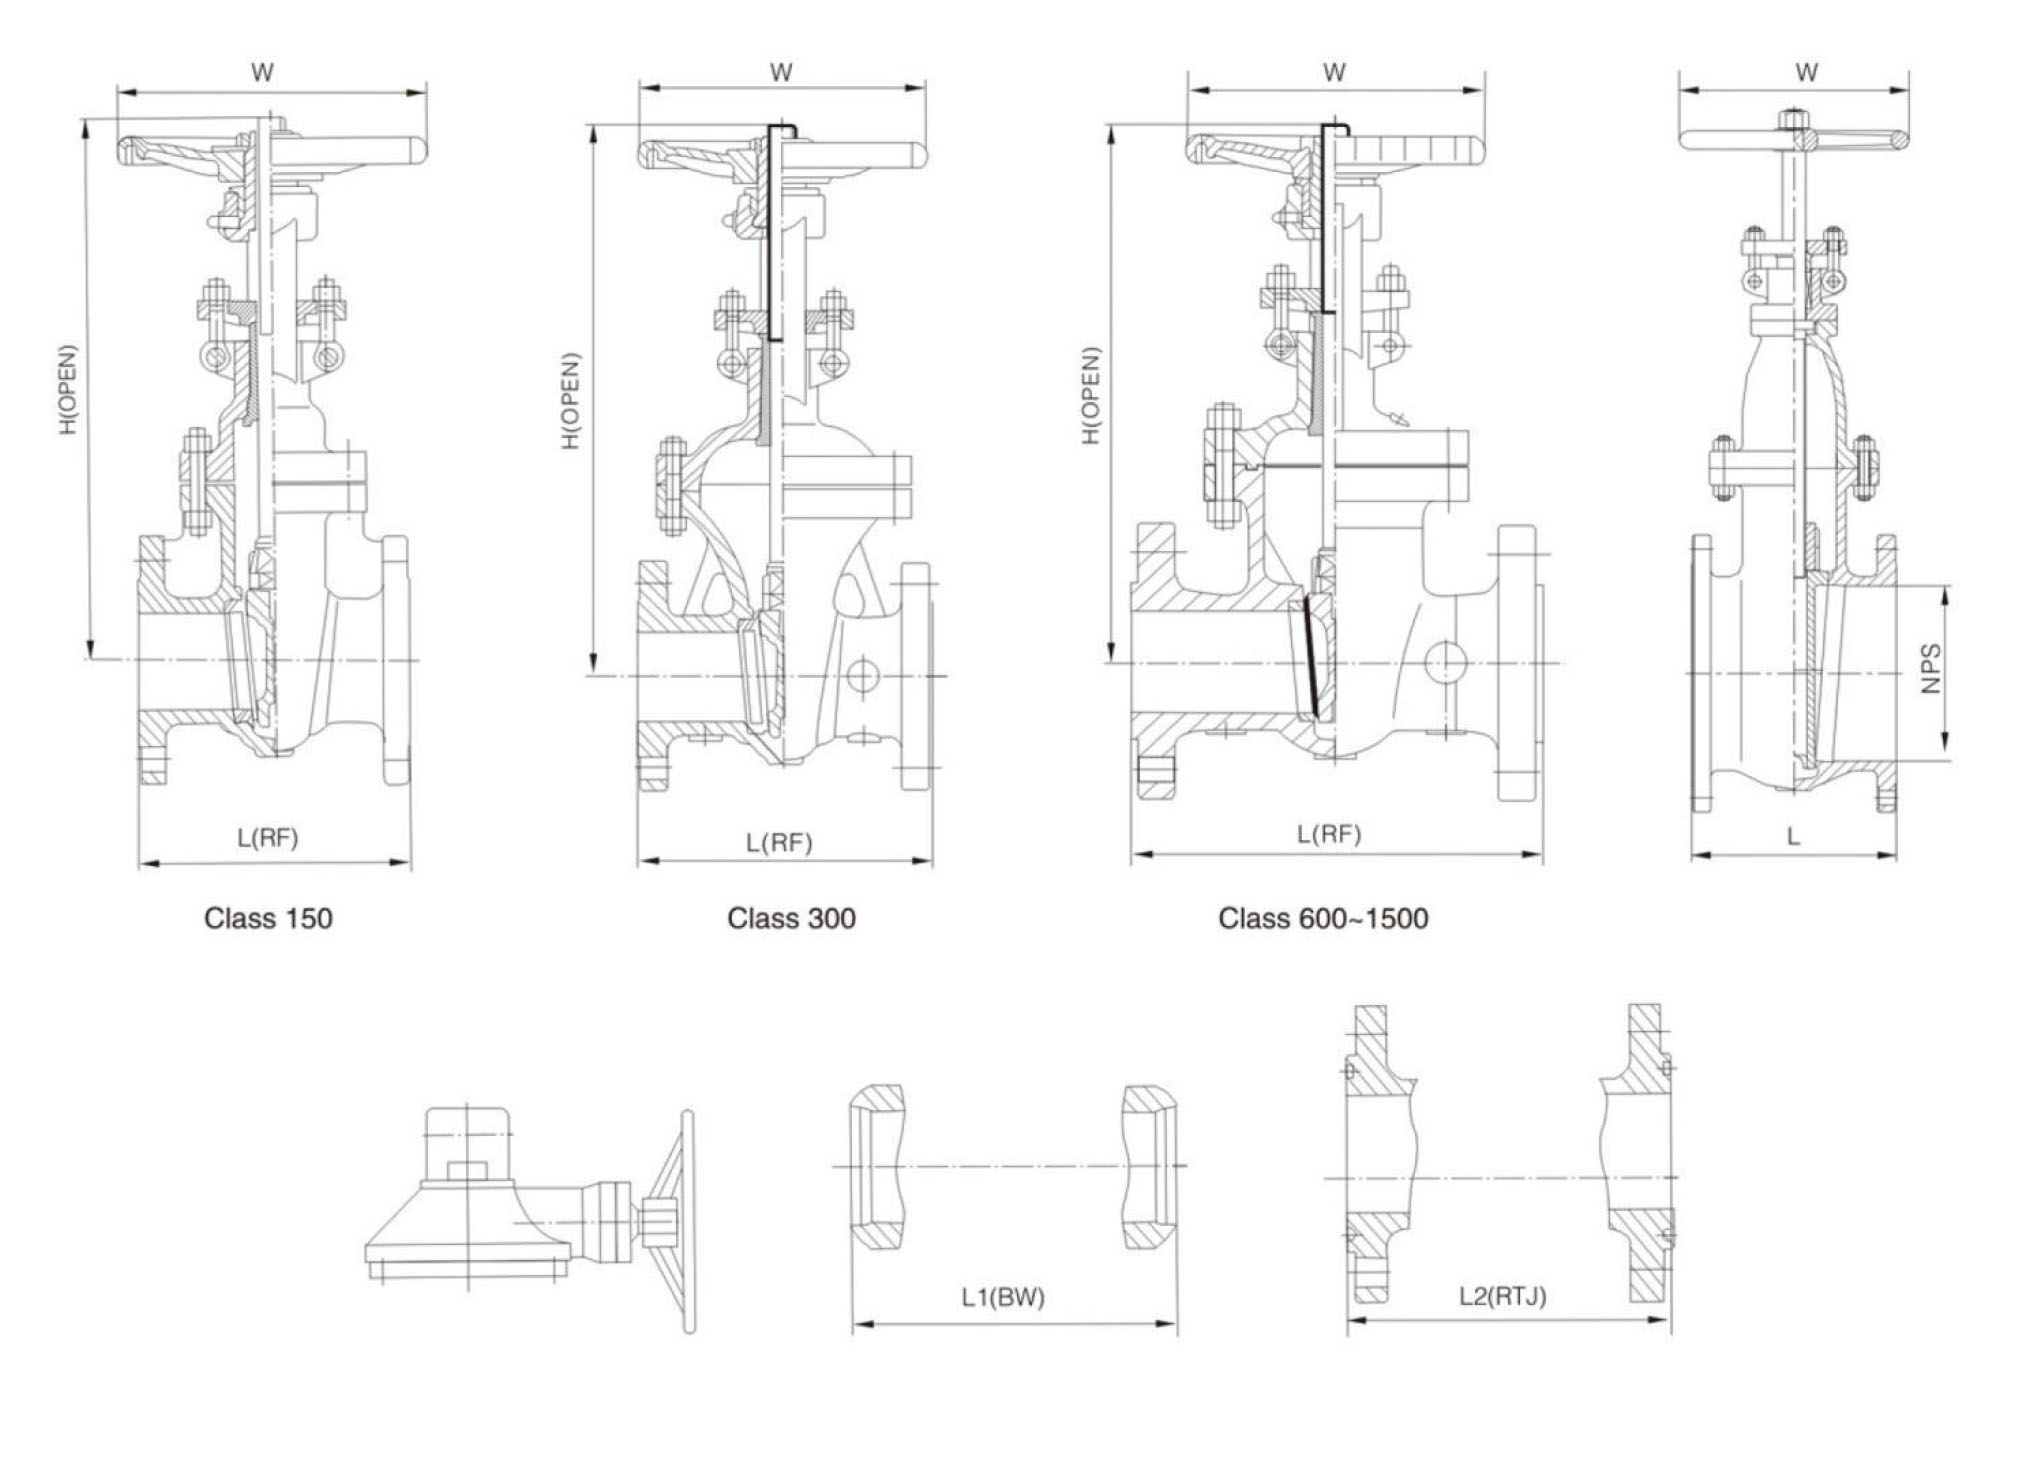 W
W
W
W
H(OPEN)
H(OPEN)
H(OPEN)
NPS
L(RF)
L(RF)
L(RF)
L
Class 150
Class 300
Class 600~1500
L1(BW)
L2(RTJ)